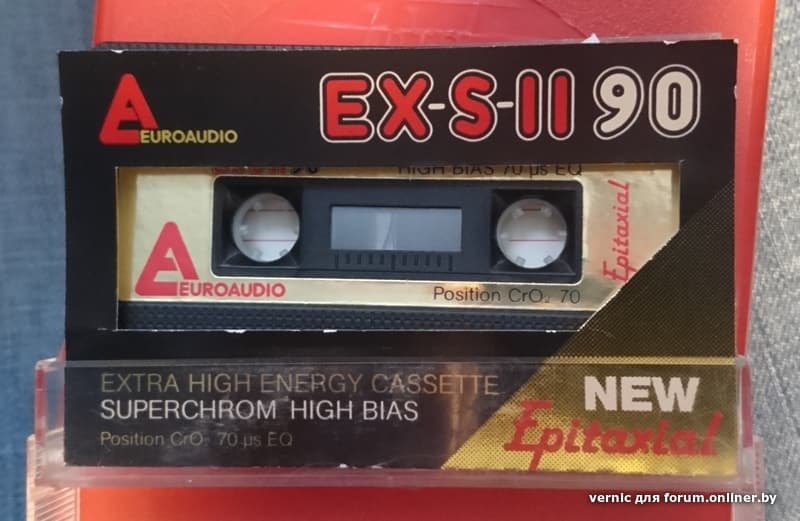 EUROAUDIO
EX-S-II 90
HIGH BIAS 70 µs EQ
EUROAUDIO
Epitaxial
Position CrO₂ 70
EXTRA HIGH ENERGY CASSETTE
SUPERCHROM HIGH BIAS
Position CrO₂ 70 µs EQ
NEW
Epitaxial
vernic для forum.onliner.by